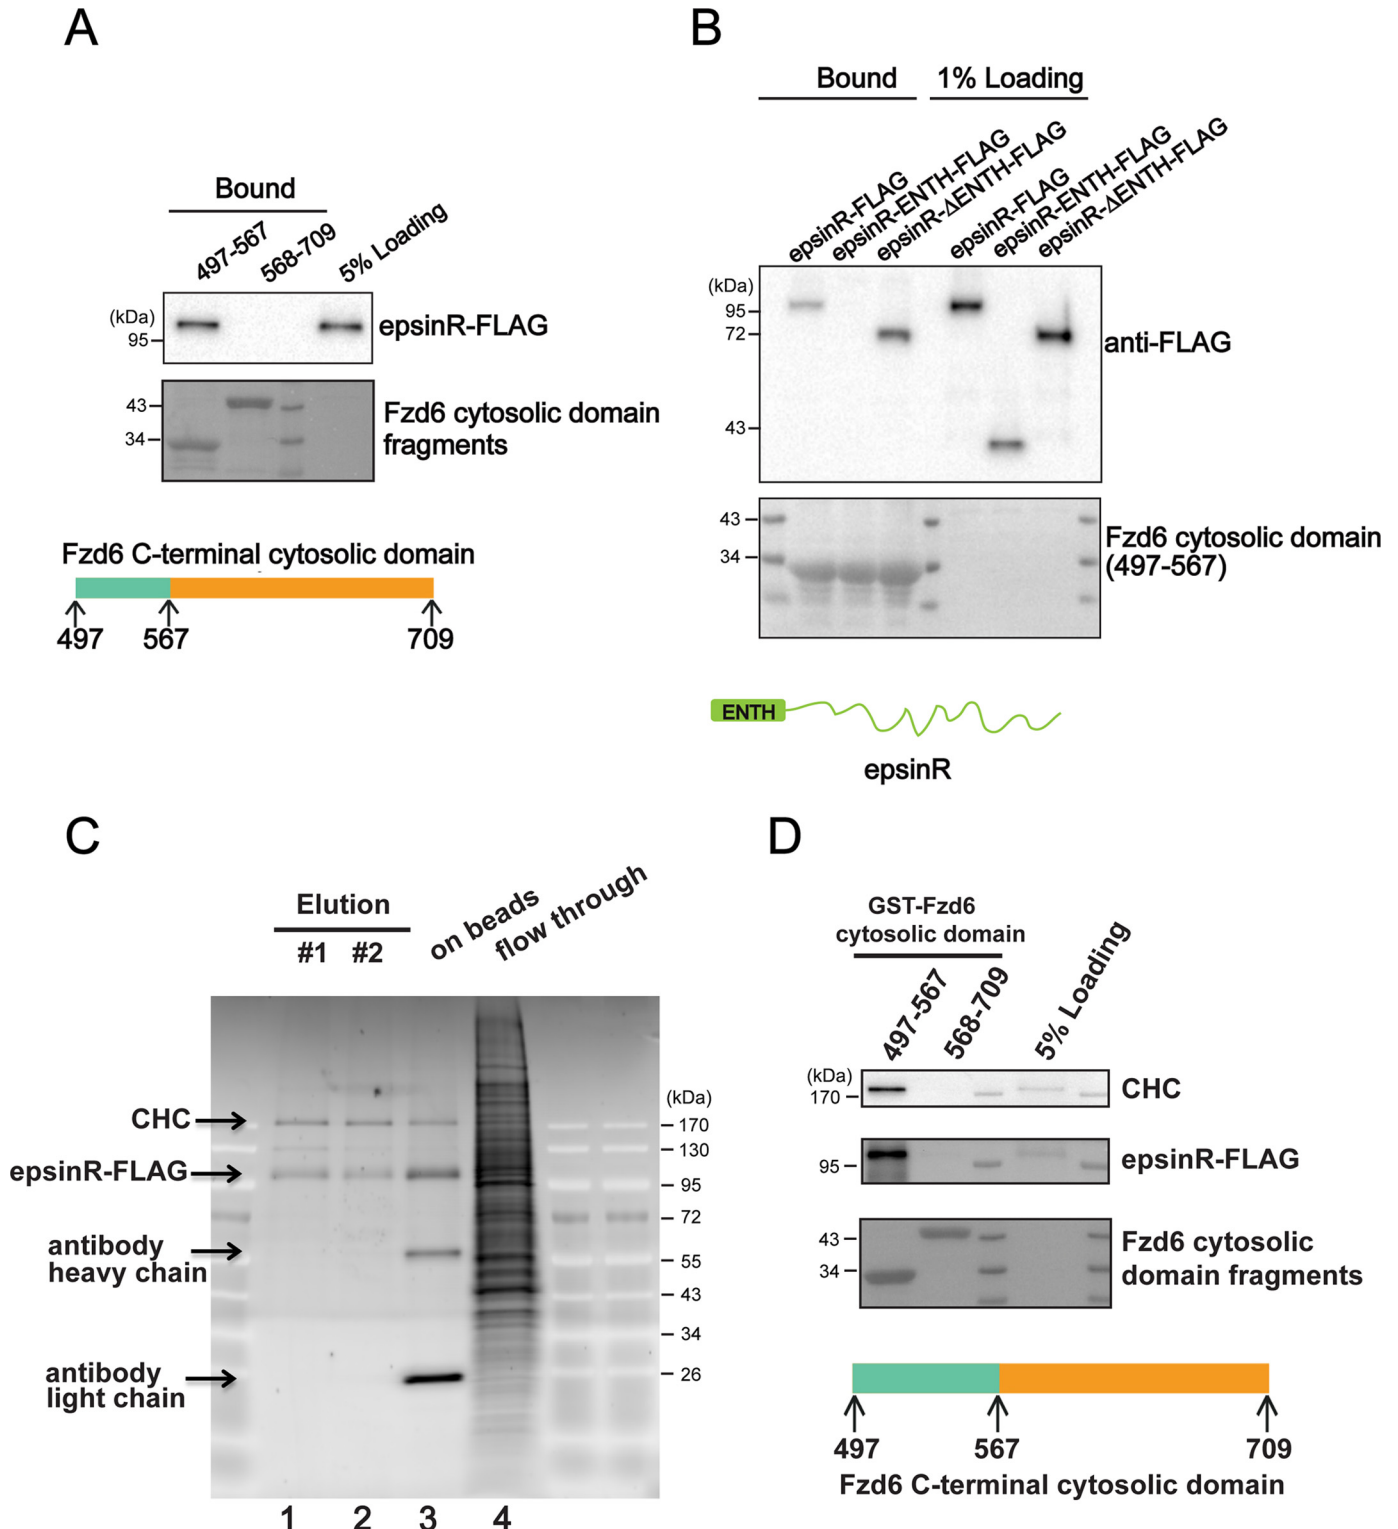 A
Bound
497-567
568-709
5% Loading
(kDa)
95
epsinR-FLAG
43
34
Fzd6 cytosolic domain
fragments
Fzd6 C-terminal cytosolic domain
497
567
709
B
Bound
1% Loading
epsinR-FLAG
epsinR-ENTH-FLAG
epsinR-ΔENTH-FLAG
epsinR-FLAG
epsinR-ENTH-FLAG
epsinR-ΔENTH-FLAG
(kDa)
95
72
43
anti-FLAG
43
34
Fzd6 cytosolic domain
(497-567)
ENTH
epsinR
C
Elution
#1
#2
on beads
flow through
CHC
epsinR-FLAG
antibody
heavy chain
antibody
light chain
(kDa)
170
130
95
72
55
43
34
26
1
2
3
4
D
GST-Fzd6
cytosolic domain
497-567
568-709
5% Loading
(kDa)
170
CHC
95
epsinR-FLAG
43
34
Fzd6 cytosolic
domain fragments
497
567
709
Fzd6 C-terminal cytosolic domain